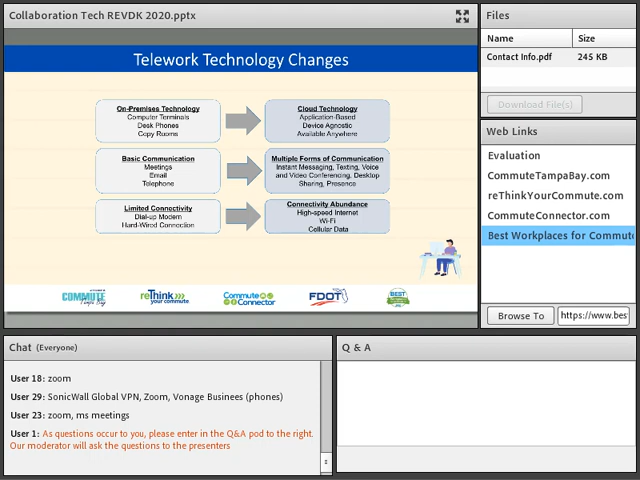 Collaboration Tech REVDK 2020.pptx
Telework Technology Changes
On-Premises Technology
Computer Terminals
Desk Phones
Copy Rooms
Cloud Technology
Application-Based
Device Agnostic
Available Anywhere
Basic Communication
Meetings
Email
Telephone
Multiple Forms of Communication
Instant Messaging, Texting, Voice
and Video Conferencing, Desktop
Sharing, Presence
Limited Connectivity
Dial-up Modem
Hard-Wired Connection
Connectivity Abundance
High-speed Internet
Wi-Fi
Cellular Data
COMMUTE
Tampa Bay
reThink
your commute
Commute
Connector
FDOT
BEST
Files
Name Size
Contact Info.pdf 245 KB
Download File(s)
Web Links
Evaluation
CommuteTampaBay.com
reThinkYourCommute.com
CommuteConnector.com
Best Workplaces for Commute
Browse To https://www.bes
Chat (Everyone)
User 18: zoom
User 29: SonicWall Global VPN, Zoom, Vonage Businees (phones)
User 23: zoom, ms meetings
User 1: As questions occur to you, please enter in the Q&A pod to the right.
Our moderator will ask the questions to the presenters
Q & A